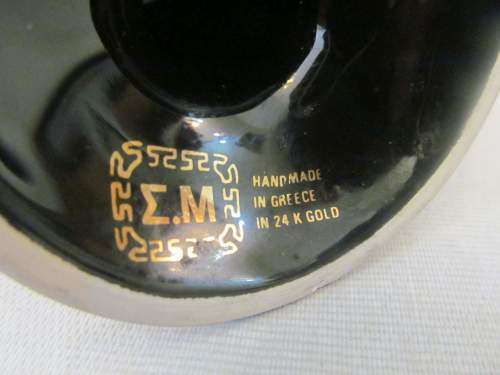 Σ.M
HANDMADE
IN GREECE
IN 24 K GOLD